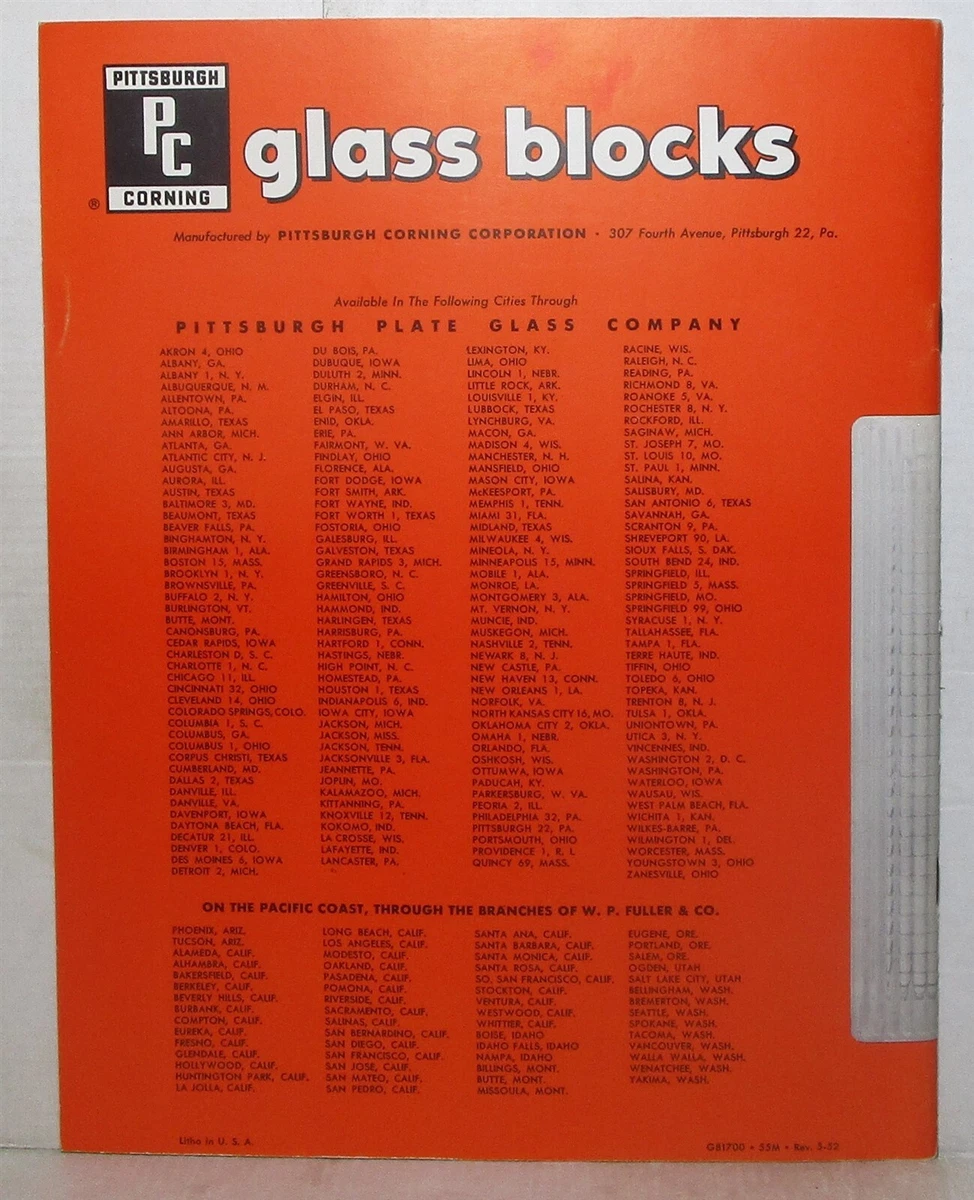 PITTSBURGH
PC
CORNING
®
glass blocks
Manufactured by PITTSBURGH CORNING CORPORATION • 307 Fourth Avenue, Pittsburgh 22, Pa.
Available In The Following Cities Through
PITTSBURGH PLATE GLASS COMPANY
AKRON 4, OHIO
ALBANY, GA.
ALBANY 1, N. Y.
ALBUQUERQUE, N. M.
ALLENTOWN, PA.
ALTOONA, PA.
AMARILLO, TEXAS
ANN ARBOR, MICH.
ATLANTA, GA.
ATLANTIC CITY, N. J.
AUGUSTA, GA.
AURORA, ILL.
AUSTIN, TEXAS
BALTIMORE 3, MD.
BEAUMONT, TEXAS
BEAVER FALLS, PA.
BINGHAMTON, N. Y.
BIRMINGHAM 1, ALA.
BOSTON 15, MASS.
BROOKLYN 1, N. Y.
BROWNSVILLE, PA.
BUFFALO 2, N. Y.
BURLINGTON, VT.
BUTTE, MONT.
CANONSBURG, PA.
CEDAR RAPIDS, IOWA
CHARLESTON D, S. C.
CHARLOTTE 1, N. C.
CHICAGO 11, ILL.
CINCINNATI 32, OHIO
CLEVELAND 14, OHIO
COLORADO SPRINGS, COLO.
COLUMBIA 1, S. C.
COLUMBUS, GA.
COLUMBUS 1, OHIO
CORPUS CHRISTI, TEXAS
CUMBERLAND, MD.
DALLAS 2, TEXAS
DANVILLE, ILL.
DANVILLE, VA.
DAVENPORT, IOWA
DAYTONA BEACH, FLA.
DECATUR 21, ILL.
DENVER 1, COLO.
DES MOINES 6, IOWA
DETROIT 2, MICH.
DU BOIS, PA.
DUBUQUE, IOWA
DULUTH 2, MINN.
DURHAM, N. C.
ELGIN, ILL.
EL PASO, TEXAS
ENID, OKLA.
ERIE, PA.
FAIRMONT, W. VA.
FINDLAY, OHIO
FLORENCE, ALA.
FORT DODGE, IOWA
FORT SMITH, ARK.
FORT WAYNE, IND.
FORT WORTH 1, TEXAS
FOSTORIA, OHIO
GALESBURG, ILL.
GALVESTON, TEXAS
GRAND RAPIDS 3, MICH.
GREENSBORO, N. C.
GREENVILLE, S. C.
HAMILTON, OHIO
HAMMOND, IND.
HARLINGEN, TEXAS
HARRISBURG, PA.
HARTFORD 1, CONN.
HASTINGS, NEBR.
HIGH POINT, N. C.
HOMESTEAD, PA.
HOUSTON 1, TEXAS
INDIANAPOLIS 6, IND.
IOWA CITY, IOWA
JACKSON, MICH.
JACKSON, MISS.
JACKSON, TENN.
JACKSONVILLE 3, FLA.
JEANNETTE, PA.
JOPLIN, MO.
KALAMAZOO, MICH.
KITTANNING, PA.
KNOXVILLE 12, TENN.
KOKOMO, IND.
LA CROSSE, WIS.
LAFAYETTE, IND.
LANCASTER, PA.
LEXINGTON, KY.
LIMA, OHIO
LINCOLN 1, NEBR.
LITTLE ROCK, ARK.
LOUISVILLE 1, KY.
LUBBOCK, TEXAS
LYNCHBURG, VA.
MACON, GA.
MADISON 4, WIS.
MANCHESTER, N. H.
MANSFIELD, OHIO
MASON CITY, IOWA
McKEESPORT, PA.
MEMPHIS 1, TENN.
MIAMI 31, FLA.
MIDLAND, TEXAS
MILWAUKEE 4, WIS.
MINEOLA, N. Y.
MINNEAPOLIS 15, MINN.
MOBILE 1, ALA.
MONROE, LA.
MONTGOMERY 3, ALA.
MT. VERNON, N. Y.
MUNCIE, IND.
MUSKEGON, MICH.
NASHVILLE 2, TENN.
NEWARK 8, N. J.
NEW CASTLE, PA.
NEW HAVEN 13, CONN.
NEW ORLEANS 1, LA.
NORFOLK, VA.
NORTH KANSAS CITY 16, MO.
OKLAHOMA CITY 2, OKLA.
OMAHA 1, NEBR.
ORLANDO, FLA.
OSHKOSH, WIS.
OTTUMWA, IOWA
PADUCAH, KY.
PARKERSBURG, W. VA.
PEORIA 2, ILL.
PHILADELPHIA 32, PA.
PITTSBURGH 22, PA.
PORTSMOUTH, OHIO
PROVIDENCE 1, R. I.
QUINCY 69, MASS.
RACINE, WIS.
RALEIGH, N. C.
READING, PA.
RICHMOND 8, VA.
ROANOKE 5, VA.
ROCHESTER 8, N. Y.
ROCKFORD, ILL.
SAGINAW, MICH.
ST. JOSEPH 7, MO.
ST. LOUIS 10, MO.
ST. PAUL 1, MINN.
SALINA, KAN.
SALISBURY, MD.
SAN ANTONIO 6, TEXAS
SAVANNAH, GA.
SCRANTON 9, PA.
SHREVEPORT 90, LA.
SIOUX FALLS, S. DAK.
SOUTH BEND 24, IND.
SPRINGFIELD, ILL.
SPRINGFIELD 5, MASS.
SPRINGFIELD, MO.
SPRINGFIELD 99, OHIO
SYRACUSE 1, N. Y.
TALLAHASSEE, FLA.
TAMPA 1, FLA.
TERRE HAUTE, IND.
TIFFIN, OHIO
TOLEDO 6, OHIO
TOPEKA, KAN.
TRENTON 8, N. J.
TULSA 1, OKLA.
UNIONTOWN, PA.
UTICA 3, N. Y.
VINCENNES, IND.
WASHINGTON 2, D. C.
WASHINGTON, PA.
WATERLOO, IOWA
WAUSAU, WIS.
WEST PALM BEACH, FLA.
WICHITA 1, KAN.
WILKES-BARRE, PA.
WILMINGTON 1, DEL.
WORCESTER, MASS.
YOUNGSTOWN 3, OHIO
ZANESVILLE, OHIO
ON THE PACIFIC COAST, THROUGH THE BRANCHES OF W. P. FULLER & CO.
PHOENIX, ARIZ.
TUCSON, ARIZ.
ALAMEDA, CALIF.
ALHAMBRA, CALIF.
BAKERSFIELD, CALIF.
BERKELEY, CALIF.
BEVERLY HILLS, CALIF.
BURBANK, CALIF.
COMPTON, CALIF.
EUREKA, CALIF.
FRESNO, CALIF.
GLENDALE, CALIF.
HOLLYWOOD, CALIF.
HUNTINGTON PARK, CALIF.
LA JOLLA, CALIF.
LONG BEACH, CALIF.
LOS ANGELES, CALIF.
MODESTO, CALIF.
OAKLAND, CALIF.
PASADENA, CALIF.
POMONA, CALIF.
RIVERSIDE, CALIF.
SACRAMENTO, CALIF.
SALINAS, CALIF.
SAN BERNARDINO, CALIF.
SAN DIEGO, CALIF.
SAN FRANCISCO, CALIF.
SAN JOSE, CALIF.
SAN MATEO, CALIF.
SAN PEDRO, CALIF.
SANTA ANA, CALIF.
SANTA BARBARA, CALIF.
SANTA MONICA, CALIF.
SANTA ROSA, CALIF.
SO. SAN FRANCISCO, CALIF.
STOCKTON, CALIF.
VENTURA, CALIF.
WESTWOOD, CALIF.
WHITTIER, CALIF.
BOISE, IDAHO
IDAHO FALLS, IDAHO
NAMPA, IDAHO
BILLINGS, MONT.
BUTTE, MONT.
MISSOULA, MONT.
EUGENE, ORE.
PORTLAND, ORE.
SALEM, ORE.
OGDEN, UTAH
SALT LAKE CITY, UTAH
BELLINGHAM, WASH.
BREMERTON, WASH.
SEATTLE, WASH.
SPOKANE, WASH.
TACOMA, WASH.
VANCOUVER, WASH.
WALLA WALLA, WASH.
WENATCHEE, WASH.
YAKIMA, WASH.
Litho in U. S. A.
GB1700 • 55M • Rev. 5-52